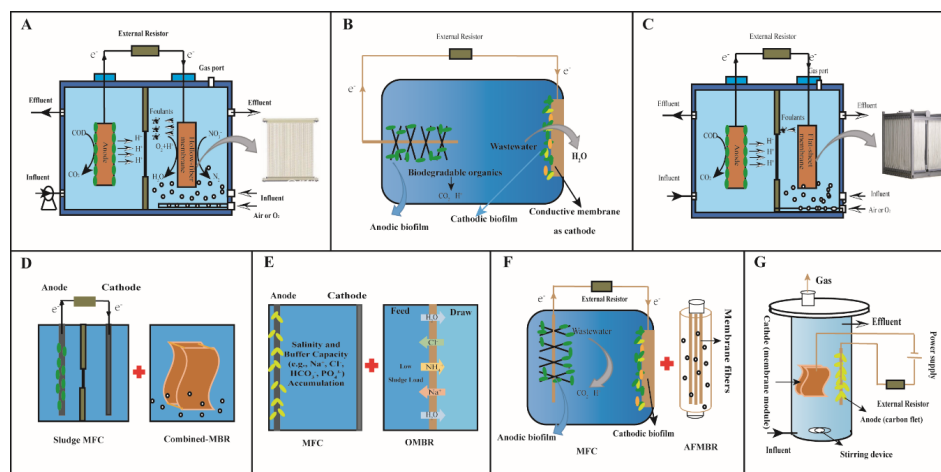 A
External Resistor
e⁻
e⁻
Gas port
Effluent
Effluent
Foulants
COD
Anode
H⁺
H⁺
H⁺
O₂+H⁺
Hollow fiber
membrane
NO₃⁻
CO₂
H₂O
N₂
Influent
Influent
Air or O₂
B
External Resistor
e⁻
e⁻
Wastewater
H₂O
Biodegradable organics
CO₂ H⁻
Cathodic biofilm
Anodic biofilm
Conductive membrane
as cathode
C
External Resistor
e⁻
e⁻
Gas port
Effluent
Effluent
Foulants
COD
Anode
H⁺
H⁺
H⁺
Flat-sheet
membrane
CO₂
Influent
Influent
Air or O₂
D
Anode
Cathode
e⁻
e⁻
Sludge MFC
Combined-MBR
E
Anode
Cathode
Feed
Draw
Salinity and
Buffer Capacity
(e.g., Na⁺, Cl⁻,
HCO₃⁻, PO₄³⁻)
Accumulation
H₂O
Cl⁻
Low
NH₄⁺
Sludge Load
Na⁺
H₂O
MFC
OMBR
F
External Resistor
e⁻
e⁻
Wastewater
CO₂ H⁻
Membrane fibers
Anodic biofilm
Cathodic biofilm
MFC
AFMBR
G
Gas
Effluent
Cathode (membrane module)
Power supply
External Resistor
Anode (carbon flet)
Influent
Stirring device